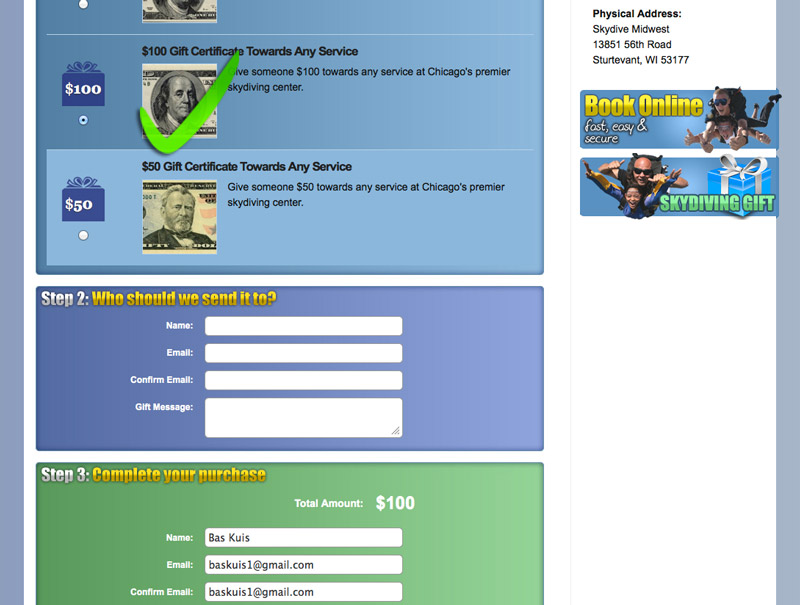 $100 Gift Certificate Towards Any Service
$100
Give someone $100 towards any service at Chicago's premier
skydiving center.
$50 Gift Certificate Towards Any Service
$50
Give someone $50 towards any service at Chicago's premier
skydiving center.
Step 2: Who should we send it to?
Name:
Email:
Confirm Email:
Gift Message:
Step 3: Complete your purchase
Total Amount: $100
Name: Bas Kuis
Email: baskuis1@gmail.com
Confirm Email: baskuis1@gmail.com
Physical Address:
Skydive Midwest
13851 56th Road
Sturtevant, WI 53177
Book Online
fast, easy &
secure
SKYDIVING GIFT